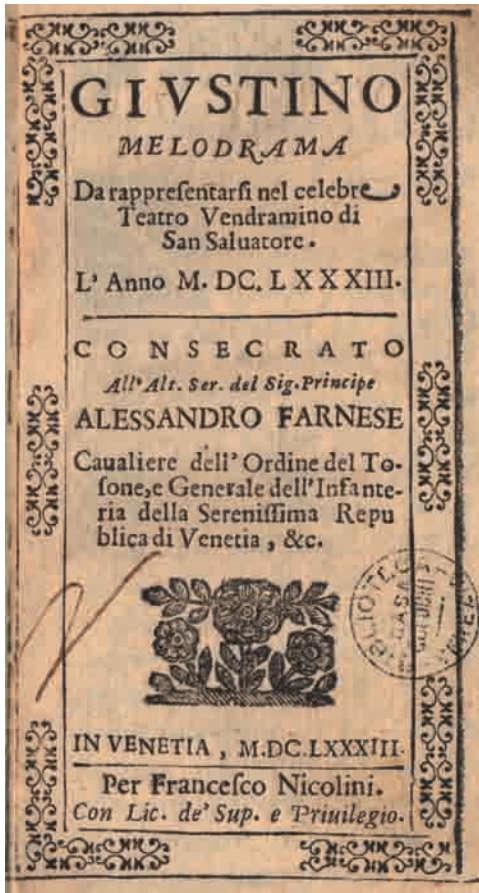 GIVSTINO
MELODRAMA
Da rappreſentarſi nel celebre
Teatro Vendramino di
San Saluatore.
L' Anno M. DC. LXXXIII.
CONSECRATO
All' Alt. Ser. del Sig. Principe
ALESSANDRO FARNESE
Caualiere dell' Ordine del To-
ſone, e Generale dell' Infante-
ria della Sereniſſima Repu
blica di Venetia, &c.
IN VENETIA, M.DC.LXXXIII.
Per Franceſco Nicolini.
Con Lic. de' Sup. e Priuilegio.